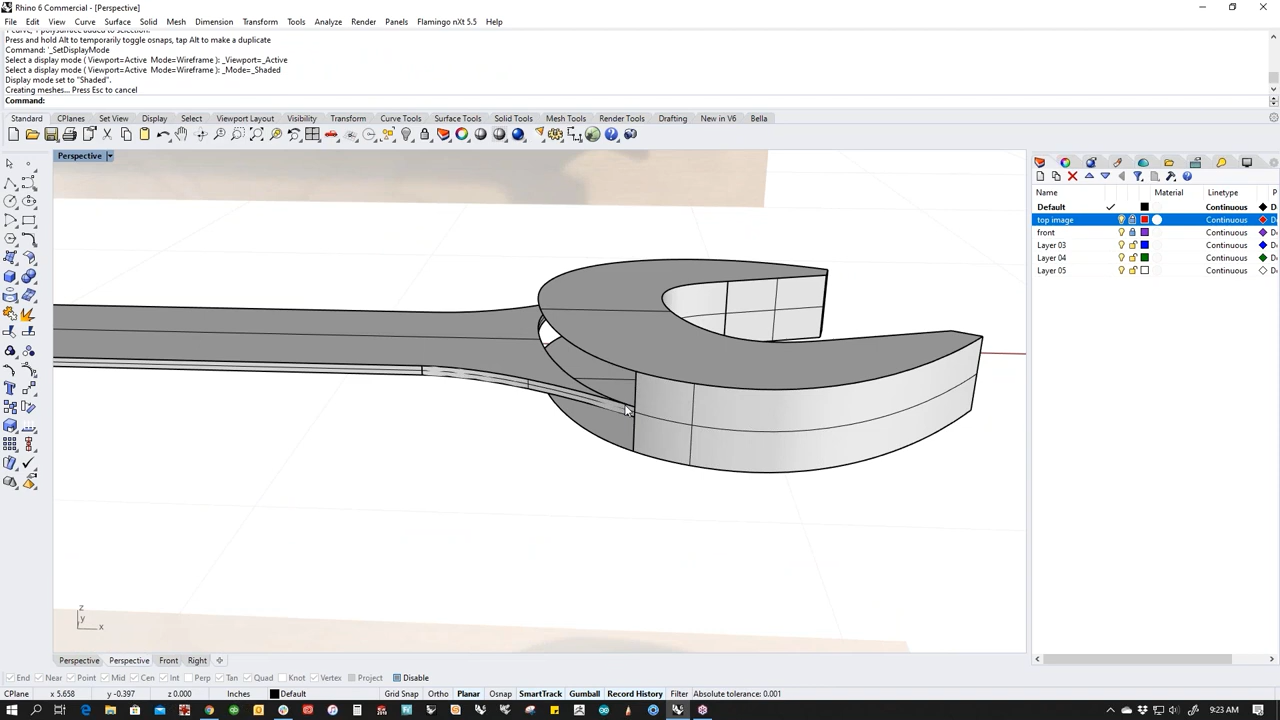 Rhino 6 Commercial - [Perspective]
File Edit View Curve Surface Solid Mesh Dimension Transform Tools Analyze Render Panels Flamingo nXt 5.5 Help
Press and hold Alt to temporarily toggle osnaps, tap Alt to make a duplicate
Command: '_SetDisplayMode
Select a display mode ( Viewport=Active Mode=Wireframe ): _Viewport=_Active
Select a display mode ( Viewport=Active Mode=Wireframe ): _Mode=_Shaded
Display mode set to "Shaded".
Creating meshes... Press Esc to cancel
Command:
Standard CPlanes Set View Display Select Viewport Layout Visibility Transform Curve Tools Surface Tools Solid Tools Mesh Tools Render Tools Drafting New in V6 Bella
Perspective
Name Material Linetype P
Default Continuous D
top image Continuous D
front Continuous D
Layer 03 Continuous D
Layer 04 Continuous D
Layer 05 Continuous D
z
y
x
Perspective Perspective Front Right
End Near Point Mid Cen Int Perp Tan Quad Knot Vertex Project Disable
CPlane x 5.658 y -0.397 z 0.000 Inches Default Grid Snap Ortho Planar Osnap SmartTrack Gumball Record History Filter Absolute tolerance: 0.001
9:23 AM